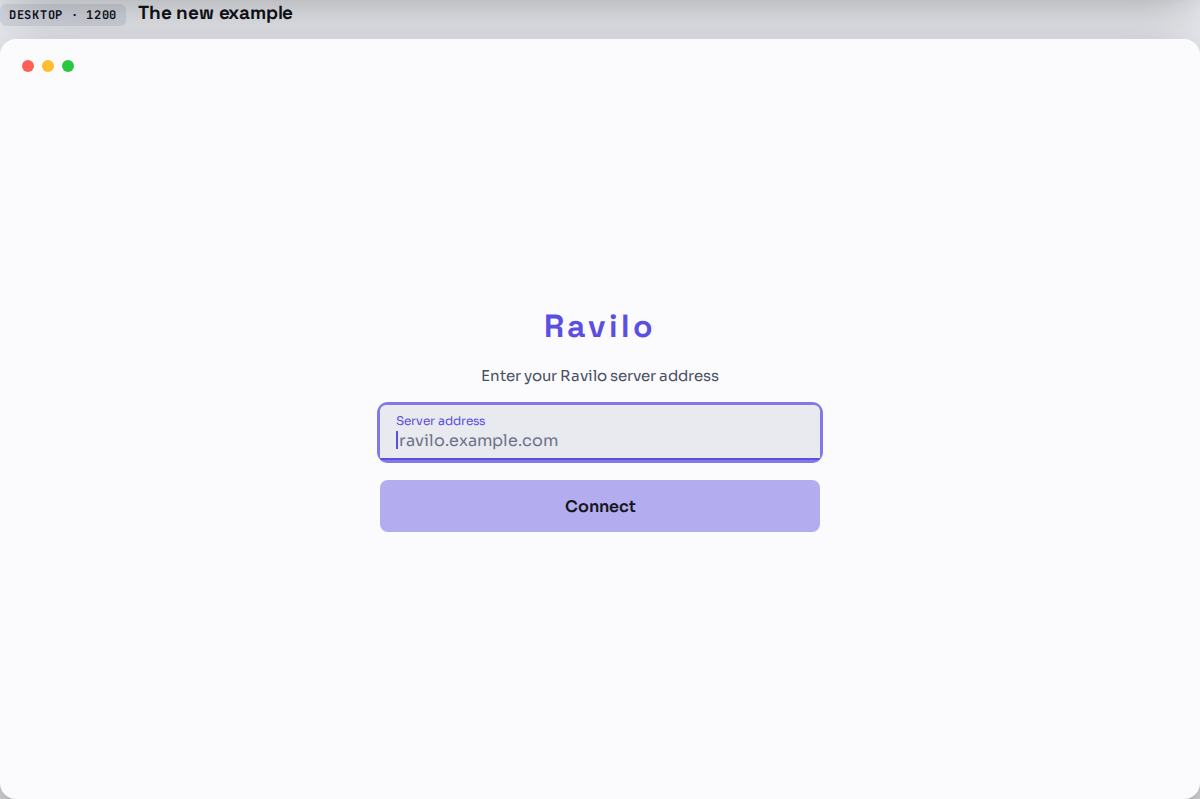 DESKTOP · 1200 The new example
Ravilo
Enter your Ravilo server address
Server address
ravilo.example.com
Connect